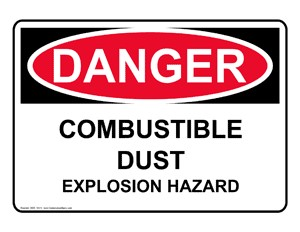 DANGER
COMBUSTIBLE
DUST
EXPLOSION HAZARD